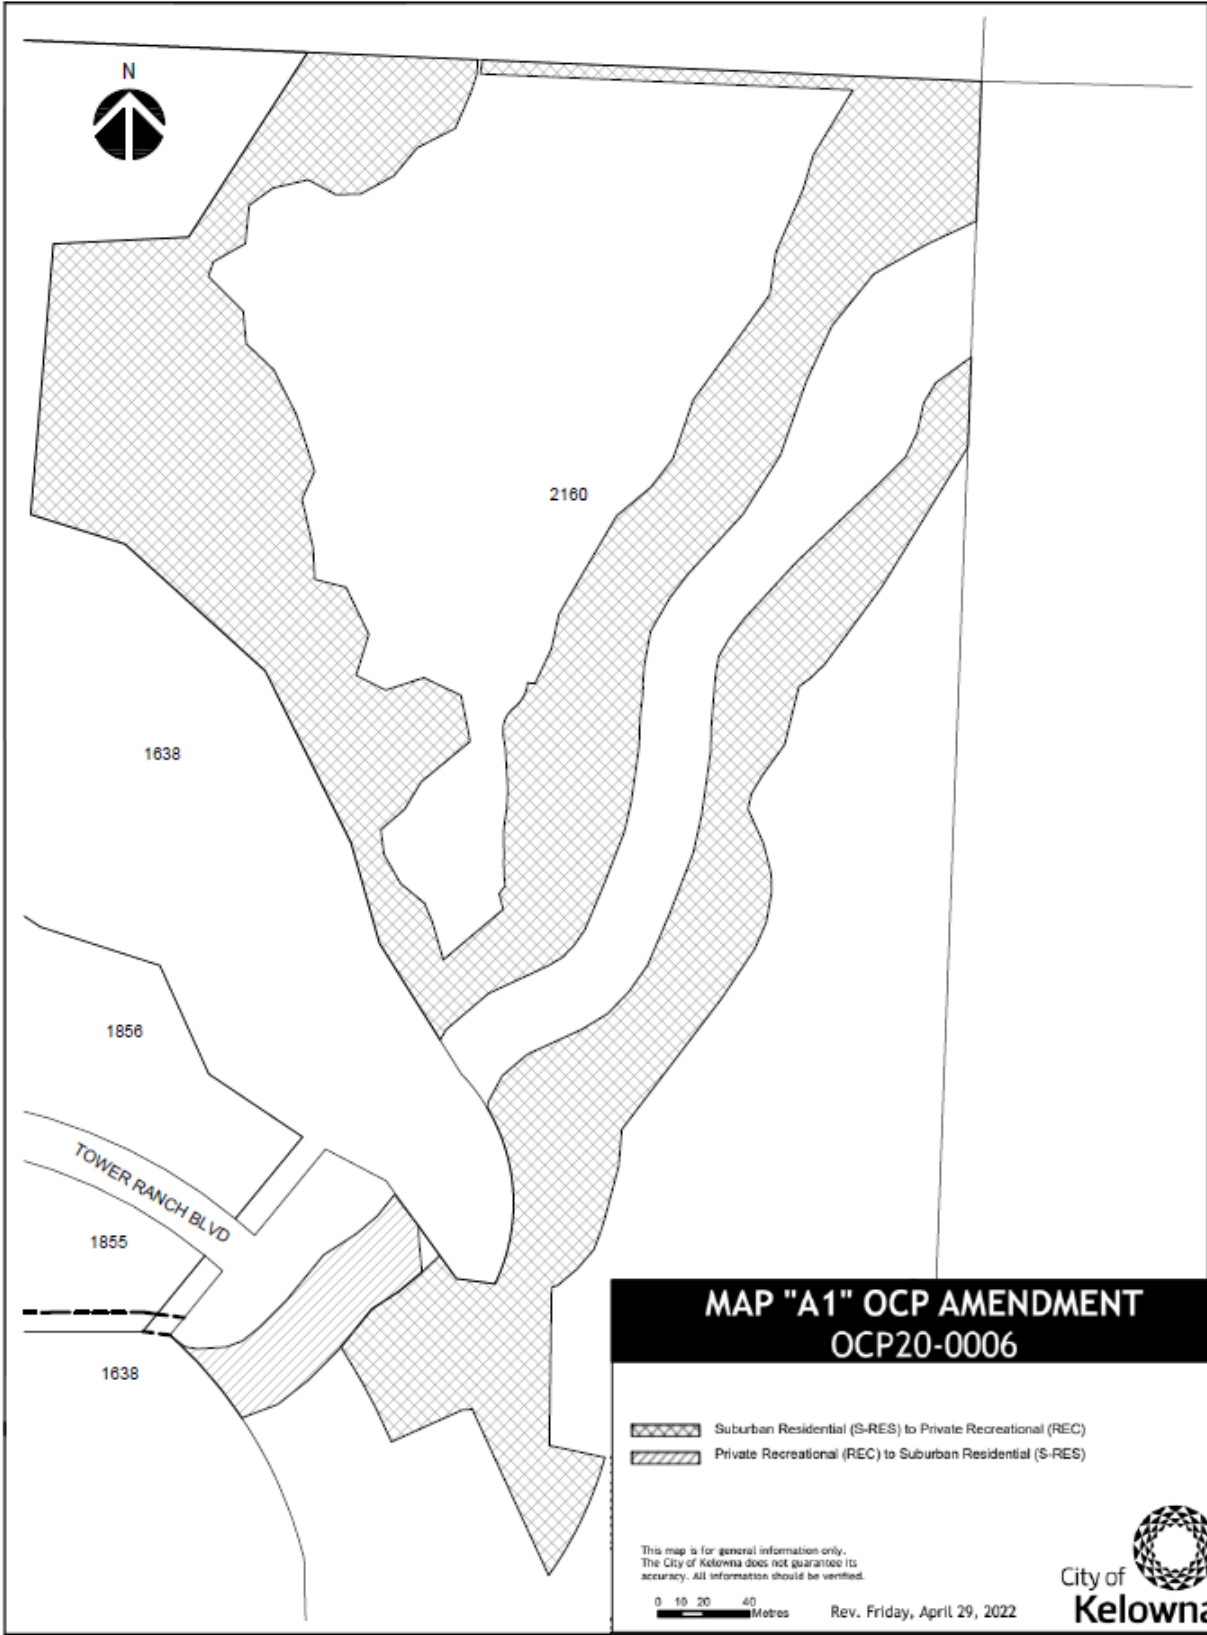 N
2160
1638
1856
TOWER RANCH BLVD
1855
1638
MAP "A1" OCP AMENDMENT
OCP20-0006
Suburban Residential (S-RES) to Private Recreational (REC)
Private Recreational (REC) to Suburban Residential (S-RES)
This map is for general information only.
The City of Kelowna does not guarantee its
accuracy. All information should be verified.
0 10 20 40
Metres
Rev. Friday, April 29, 2022
City of
Kelowna